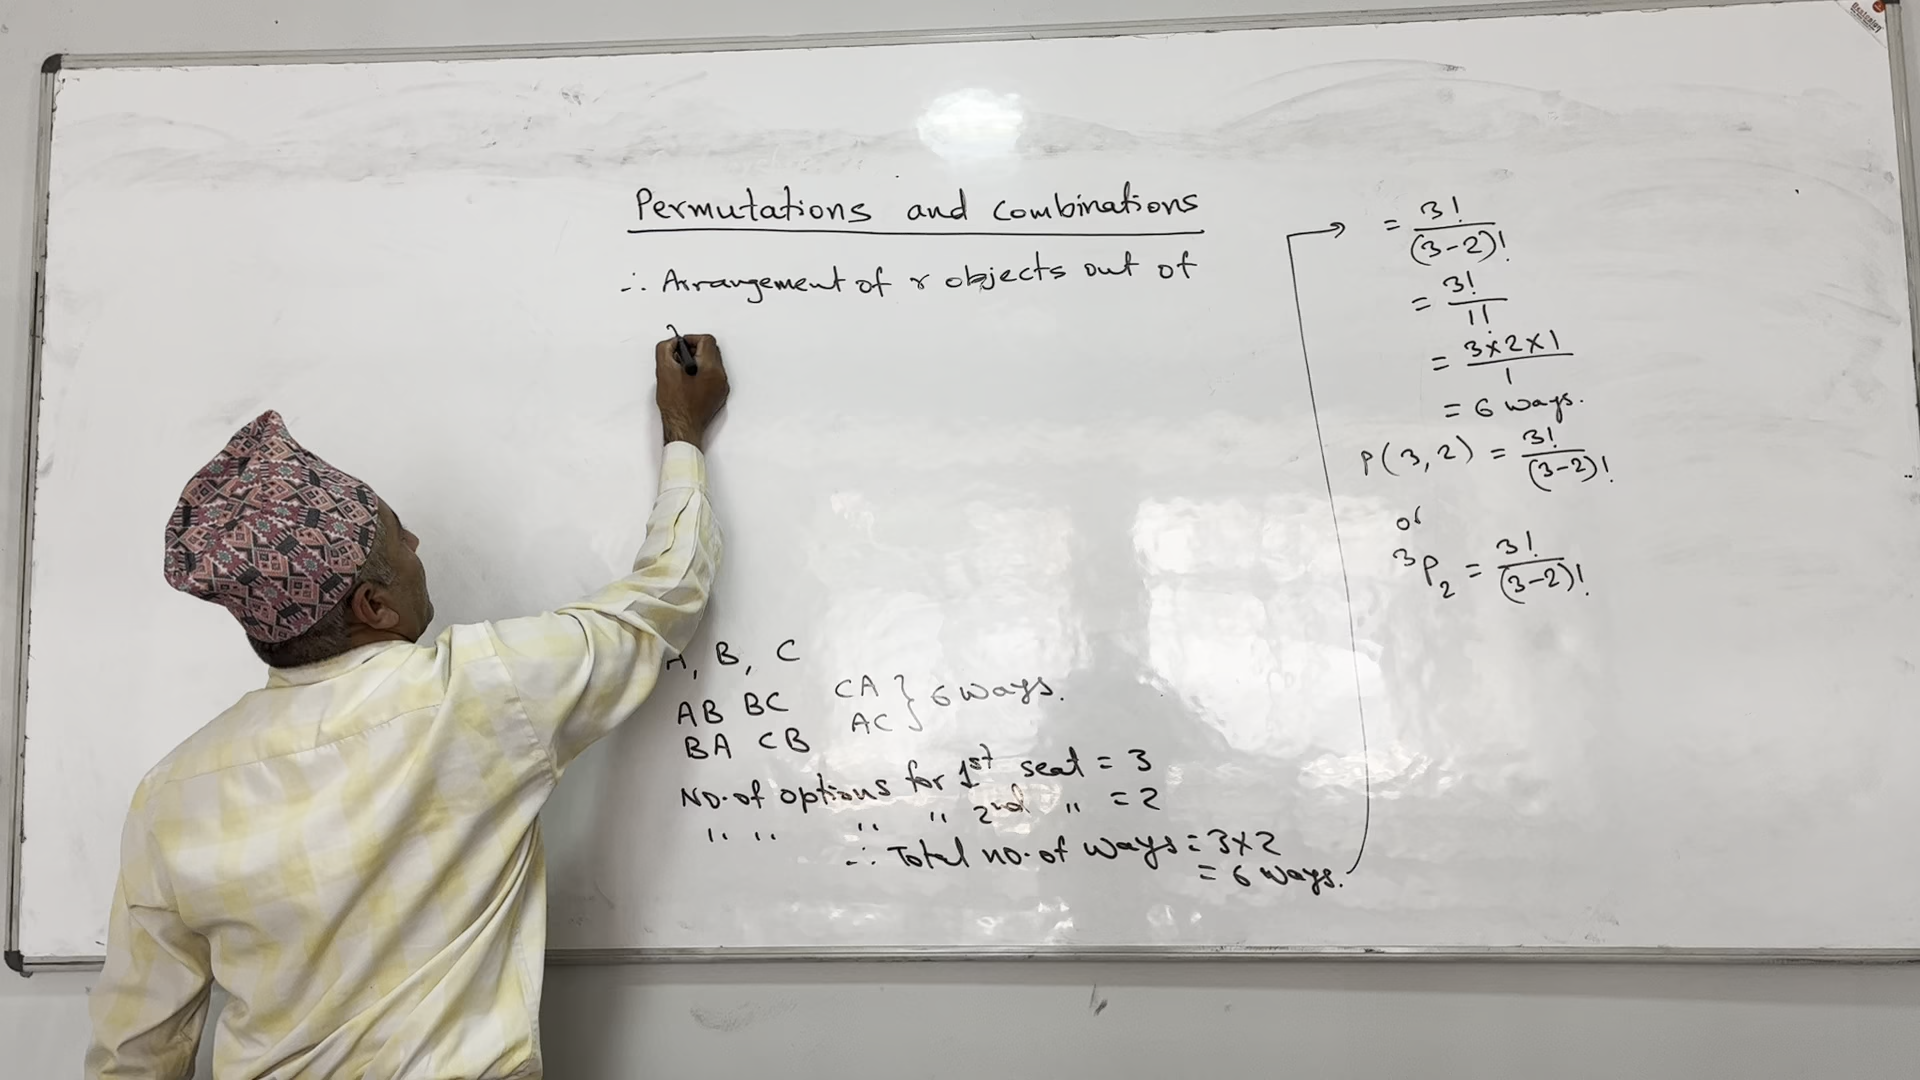 Permutations and Combinations
∴ Arrangement of r objects out of
A, B, C
AB BC CA } 6 ways.
BA CB AC
No. of options for 1st seat = 3
" " " " 2nd " = 2
∴ Total no. of ways = 3×2
= 6 ways.
= 3!/(3-2)!
= 3!/1!
= 3×2×1/1
= 6 ways.
P(3,2) = 3!/(3-2)!
or
³P₂ = 3!/(3-2)!